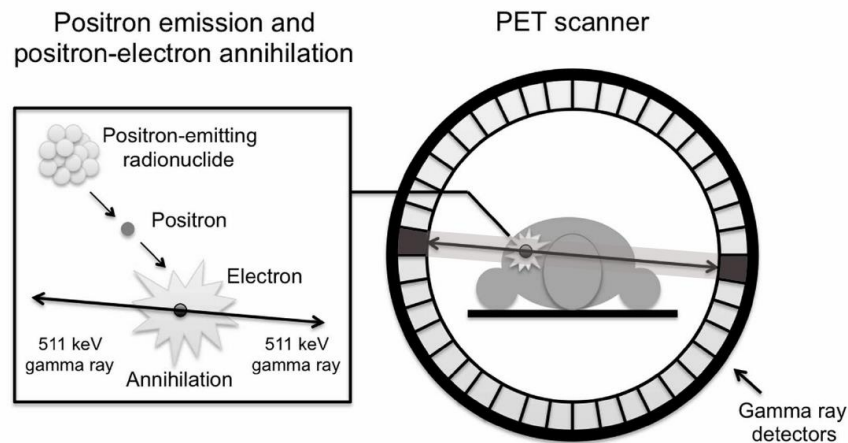 Positron emission and
positron-electron annihilation
PET scanner
Positron-emitting
radionuclide
Positron
Electron
511 keV
gamma ray
511 keV
gamma ray
Annihilation
Gamma ray
detectors